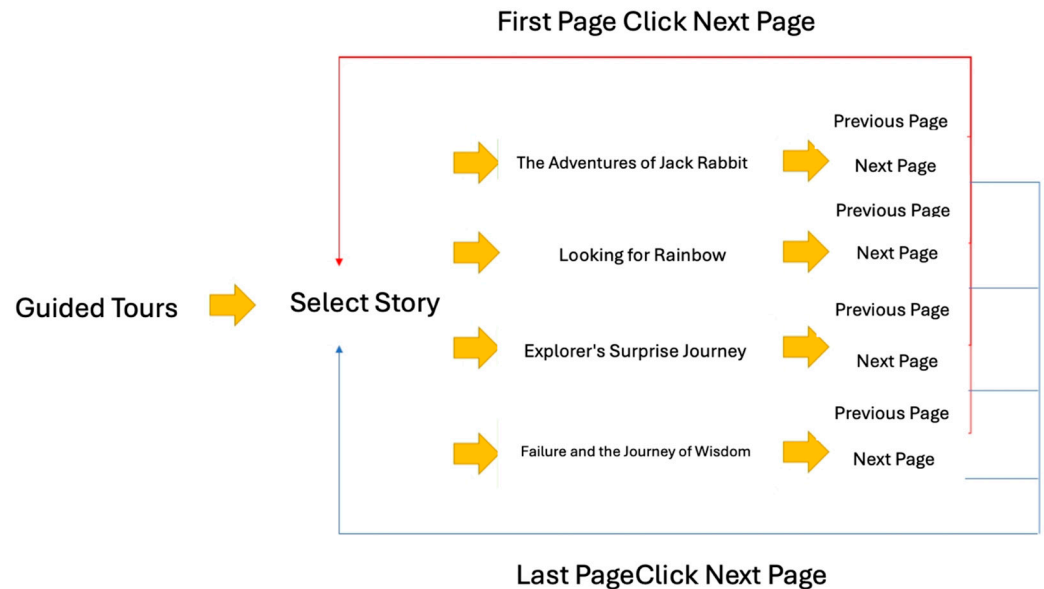 First Page Click Next Page
Previous Page
The Adventures of Jack Rabbit
Next Page
Previous Page
Looking for Rainbow
Next Page
Guided Tours
Select Story
Previous Page
Explorer's Surprise Journey
Next Page
Previous Page
Failure and the Journey of Wisdom
Next Page
Last PageClick Next Page